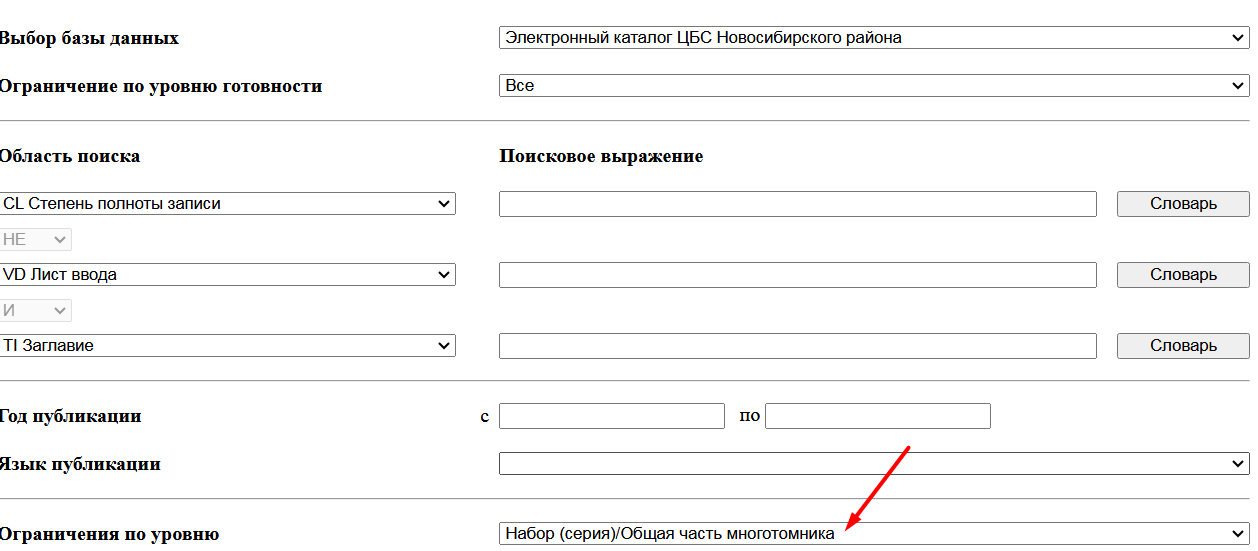 Выбор базы данных Электронный каталог ЦБС Новосибирского района
Ограничение по уровню готовности Все
Область поиска Поисковое выражение
CL Степень полноты записи Словарь
НЕ
VD Лист ввода Словарь
И
TI Заглавие Словарь
Год публикации с по
Язык публикации
Ограничения по уровню Набор (серия)/Общая часть многотомника